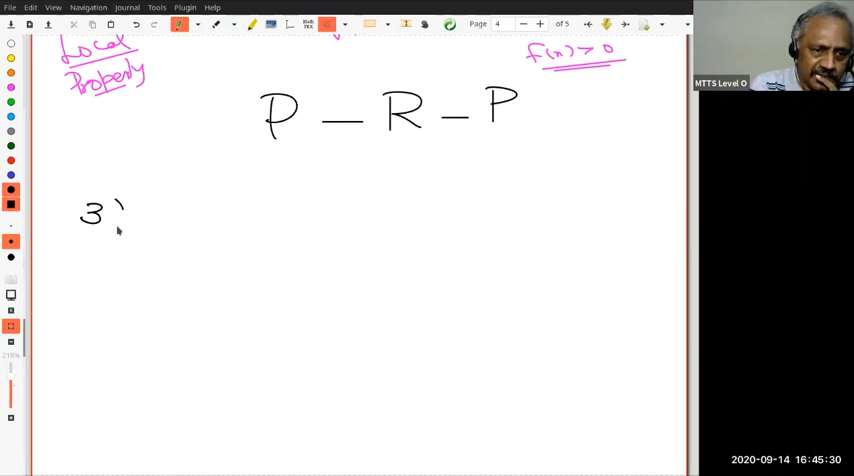 File Edit View Navigation Journal Tools Plugin Help
Page 4 of 5
Local
Property
f(x) > 0
P — R — P
3)
218%
MTTS Level O
2020-09-14 16:45:30